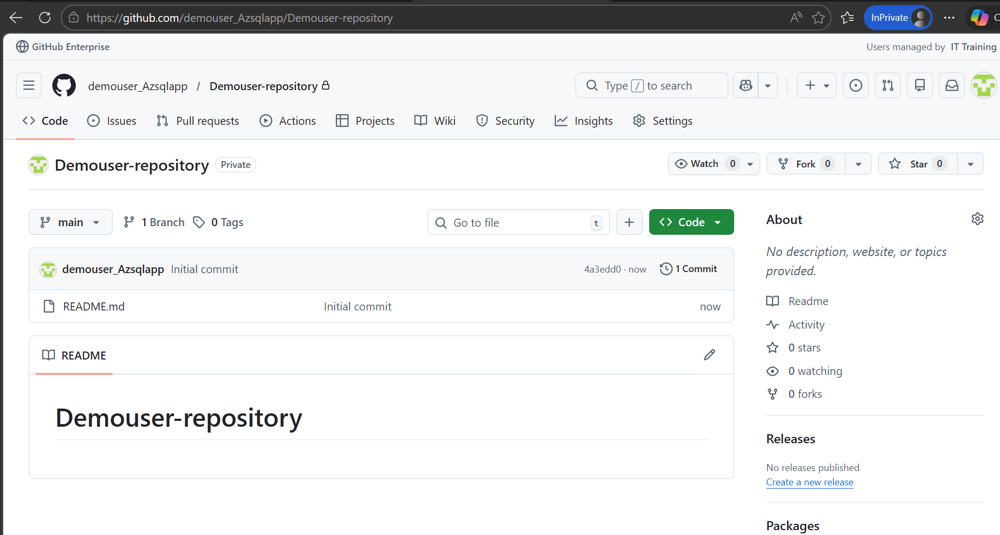 https://github.com/demouser_Azsqlapp/Demouser-repository
InPrivate
GitHub Enterprise
Users managed by IT Training
demouser_Azsqlapp / Demouser-repository
Type / to search
Code
Issues
Pull requests
Actions
Projects
Wiki
Security
Insights
Settings
Demouser-repository Private
Watch 0
Fork 0
Star 0
main
1 Branch
0 Tags
Go to file t
Code
demouser_Azsqlapp Initial commit
4a3edd0 · now
1 Commit
README.md Initial commit now
README
Demouser-repository
About
No description, website, or topics
provided.
Readme
Activity
0 stars
0 watching
0 forks
Releases
No releases published
Create a new release
Packages